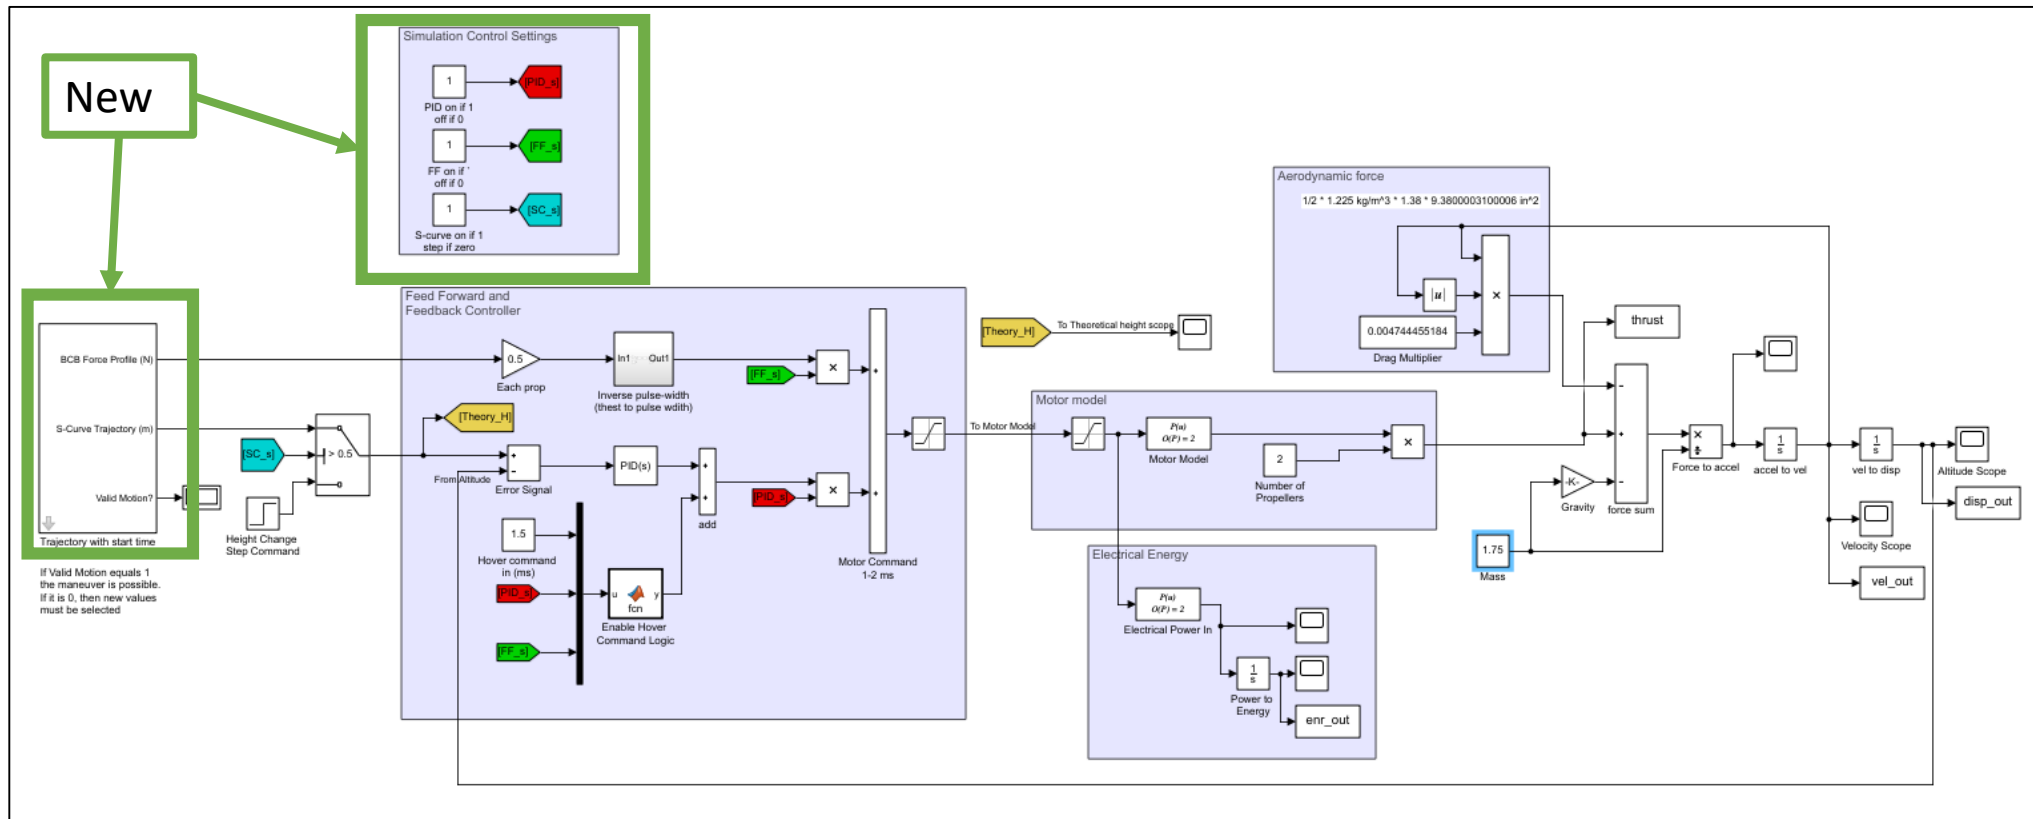 New
Simulation Control Settings
1
[PID_s]
PID on if 1
off if 0
1
[FF_s]
FF on if `
off if 0
1
[SC_s]
S-curve on if 1
step if zero
BCB Force Profile (N)
S-Curve Trajectory (m)
Valid Motion?
Trajectory with start time
If Valid Motion equals 1
the maneuver is possible.
If it is 0, then new values
must be selected
[SC_s]
> 0.5
Height Change
Step Command
Feed Forward and
Feedback Controller
0.5
Each prop
In1
Out1
Inverse pulse-width
(thest to pulse wdith)
[FF_s]
×
[Theory_H]
+
−
From Altitude
Error Signal
PID(s)
+
+
add
[PID_s]
×
1.5
Hover command
in (ms)
[PID_s]
[FF_s]
u
fcn
y
Enable Hover
Command Logic
+
+
Motor Command
1-2 ms
[Theory_H]
To Theoretical height scope
To Motor Model
Motor model
P(u)
O(P) = 2
Motor Model
2
Number of
Propellers
×
Electrical Energy
P(u)
O(P) = 2
Electrical Power In
1
s
Power to
Energy
enr_out
Aerodynamic force
1/2 * 1.225 kg/m^3 * 1.38 * 9.3800003100006 in^2
|u|
×
0.004744455184
Drag Multiplier
thrust
−
+
−
force sum
-K-
Gravity
1.75
Mass
×
÷
Force to accel
1
s
accel to vel
1
s
vel to disp
Altitude Scope
disp_out
Velocity Scope
vel_out